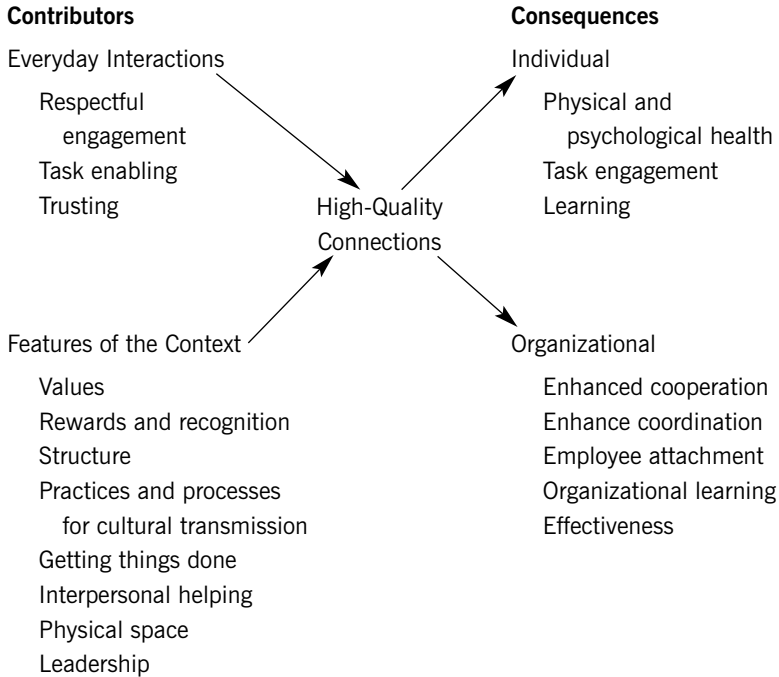 Contributors
Everyday Interactions
Respectful
engagement
Task enabling
Trusting
Features of the Context
Values
Rewards and recognition
Structure
Practices and processes
for cultural transmission
Getting things done
Interpersonal helping
Physical space
Leadership
High-Quality
Connections
Consequences
Individual
Physical and
psychological health
Task engagement
Learning
Organizational
Enhanced cooperation
Enhance coordination
Employee attachment
Organizational learning
Effectiveness